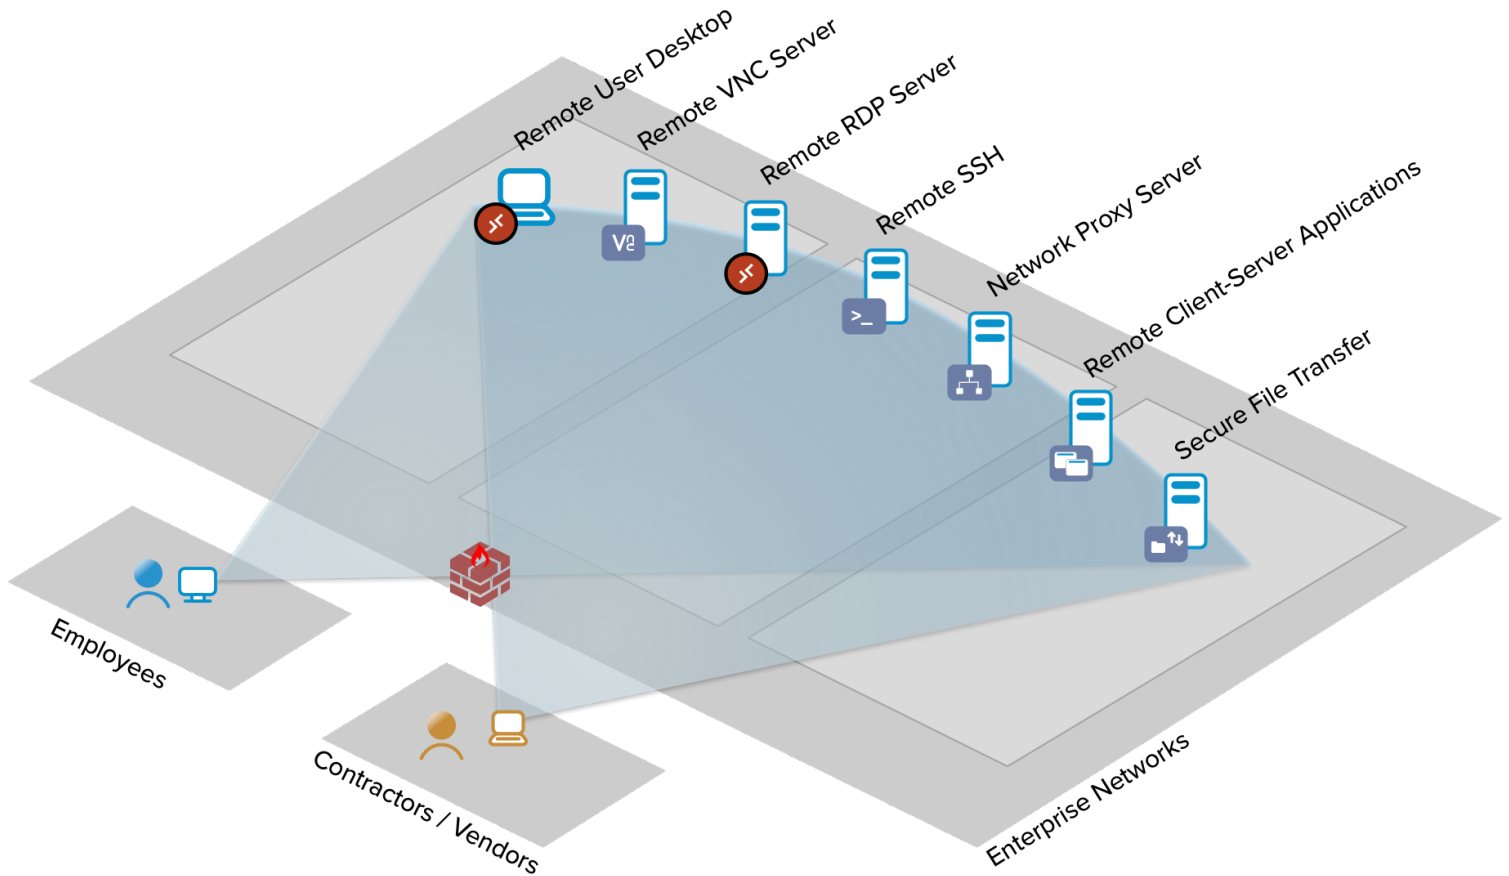 Remote User Desktop
Remote VNC Server
Remote RDP Server
Remote SSH
Network Proxy Server
Remote Client-Server Applications
Secure File Transfer
VNC
>_
Employees
Contractors / Vendors
Enterprise Networks